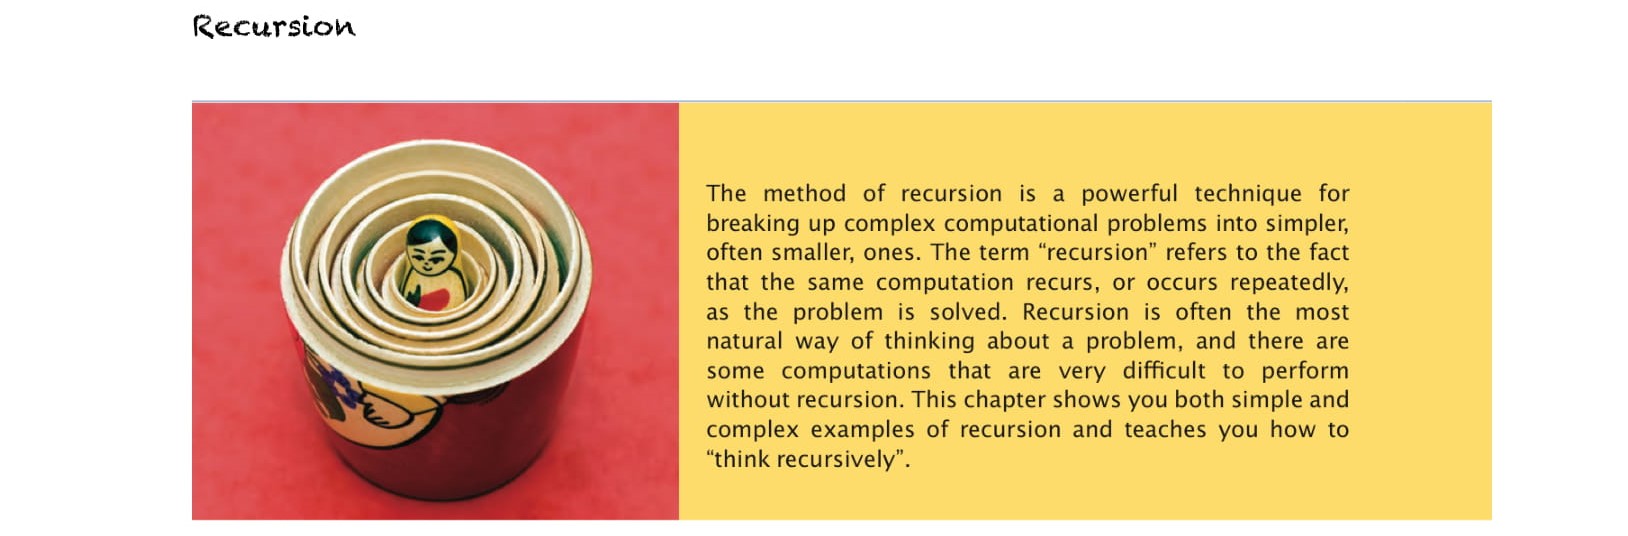 Recursion
The method of recursion is a powerful technique for
breaking up complex computational problems into simpler,
often smaller, ones. The term “recursion” refers to the fact
that the same computation recurs, or occurs repeatedly,
as the problem is solved. Recursion is often the most
natural way of thinking about a problem, and there are
some computations that are very difficult to perform
without recursion. This chapter shows you both simple and
complex examples of recursion and teaches you how to
“think recursively”.